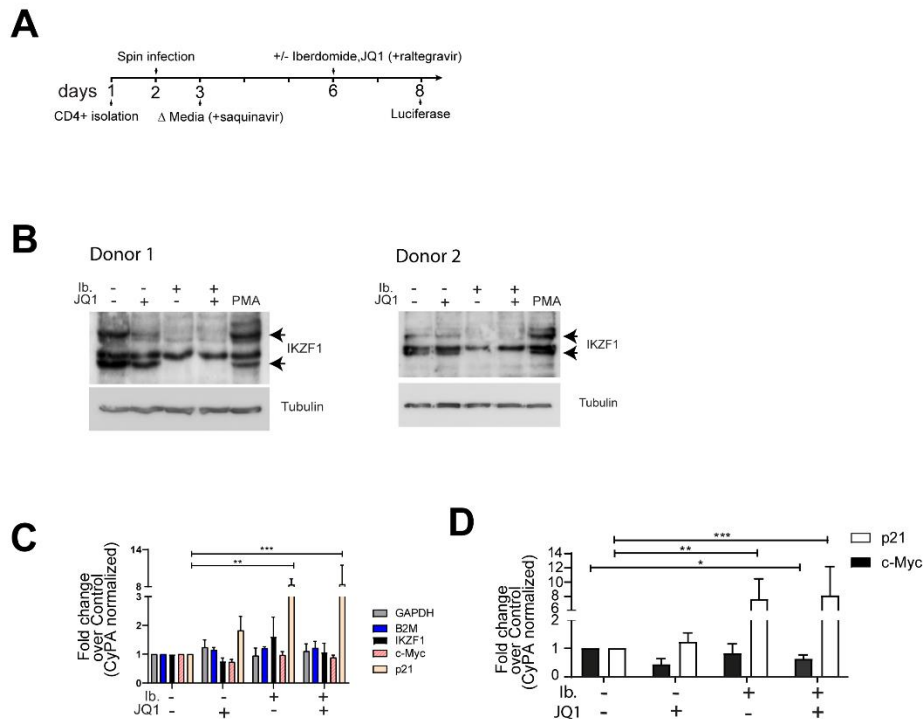 A
Spin infection +/- Iberdomide,JQ1 (+raltegravir)
days 1 2 3 6 8
CD4+ isolation Δ Media (+saquinavir) Luciferase
B
Donor 1
Ib. - - + +
JQ1 - + - + PMA
IKZF1
Tubulin
Donor 2
Ib. - - + +
JQ1 - + - + PMA
IKZF1
Tubulin
C
Fold change
over Control
(CyPA normalized)
14
8
2
1
0
***
**
GAPDH
B2M
IKZF1
c-Myc
p21
Ib. - - + +
JQ1 - + - +
D
Fold change
over Control
(CyPA normalized)
14
12
10
8
6
4
2
1
0
***
**
*
p21
c-Myc
Ib. - - + +
JQ1 - + - +